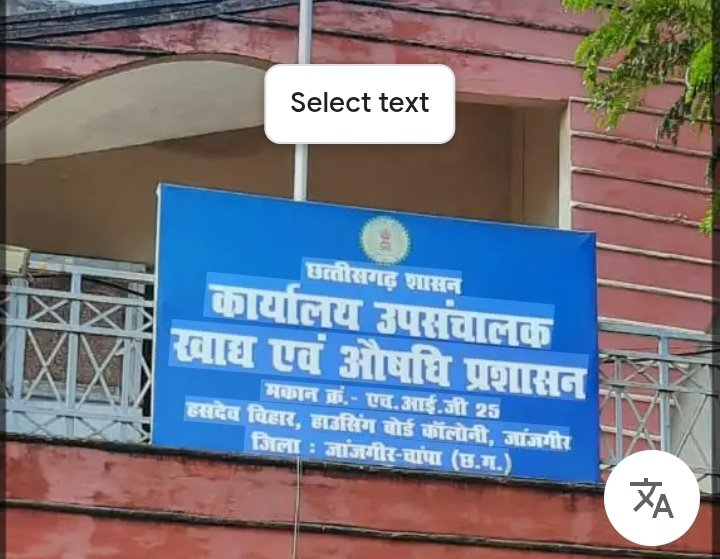 Select text
छत्तीसगढ़ शासन
कार्यालय उपसंचालक
खाद्य एवं औषधि प्रशासन
मकान क्रं.- एच.आई.जी 25
हसदेव विहार, हाउसिंग बोर्ड कॉलोनी, जांजगीर
जिला : जांजगीर-चांपा (छ.ग.)